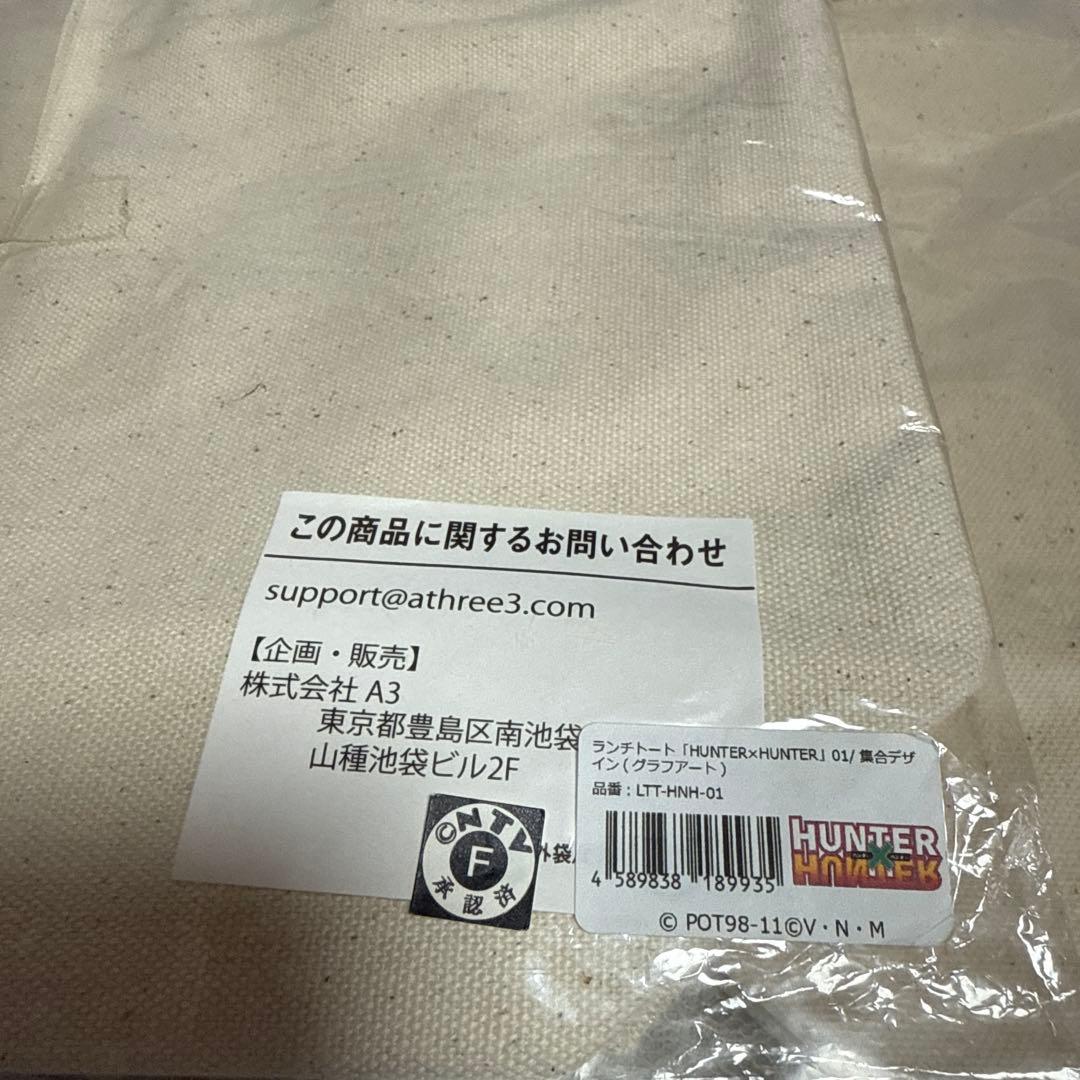 この商品に関するお問い合わせ
support@athree3.com
【企画・販売】
株式会社 A3
東京都豊島区南池袋
山種池袋ビル2F
外袋
©NTV
F
承認済
ランチトート「HUNTER×HUNTER」01/ 集合デザ
イン(グラフアート)
品番：LTT-HNH-01
4 589838 189935
HUNTER
×
HUNTER
© POT98-11©V・N・M